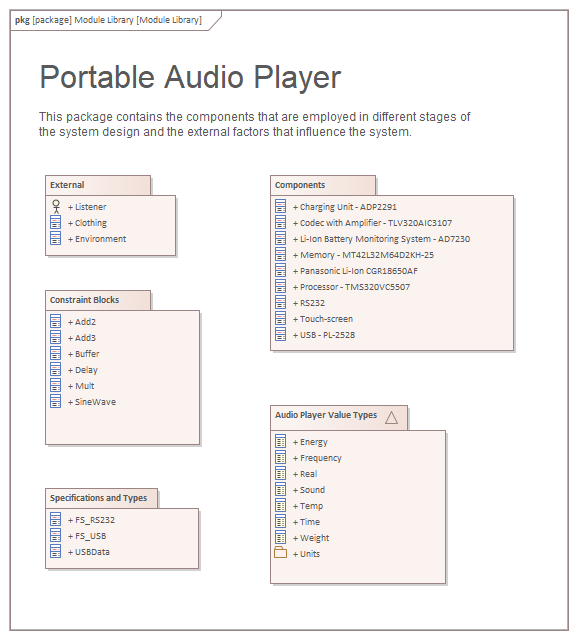 pkg [package] Module Library [Module Library]
Portable Audio Player
This package contains the components that are employed in different stages of
the system design and the external factors that influence the system.
External
+ Listener
+ Clothing
+ Environment
Constraint Blocks
+ Add2
+ Add3
+ Buffer
+ Delay
+ Mult
+ SineWave
Specifications and Types
+ FS_RS232
+ FS_USB
+ USBData
Components
+ Charging Unit - ADP2291
+ Codec with Amplifier - TLV320AIC3107
+ Li-Ion Battery Monitoring System - AD7230
+ Memory - MT42L32M64D2KH-25
+ Panasonic Li-Ion CGR18650AF
+ Processor - TMS320VC5507
+ RS232
+ Touch-screen
+ USB - PL-2528
Audio Player Value Types
+ Energy
+ Frequency
+ Real
+ Sound
+ Temp
+ Time
+ Weight
+ Units